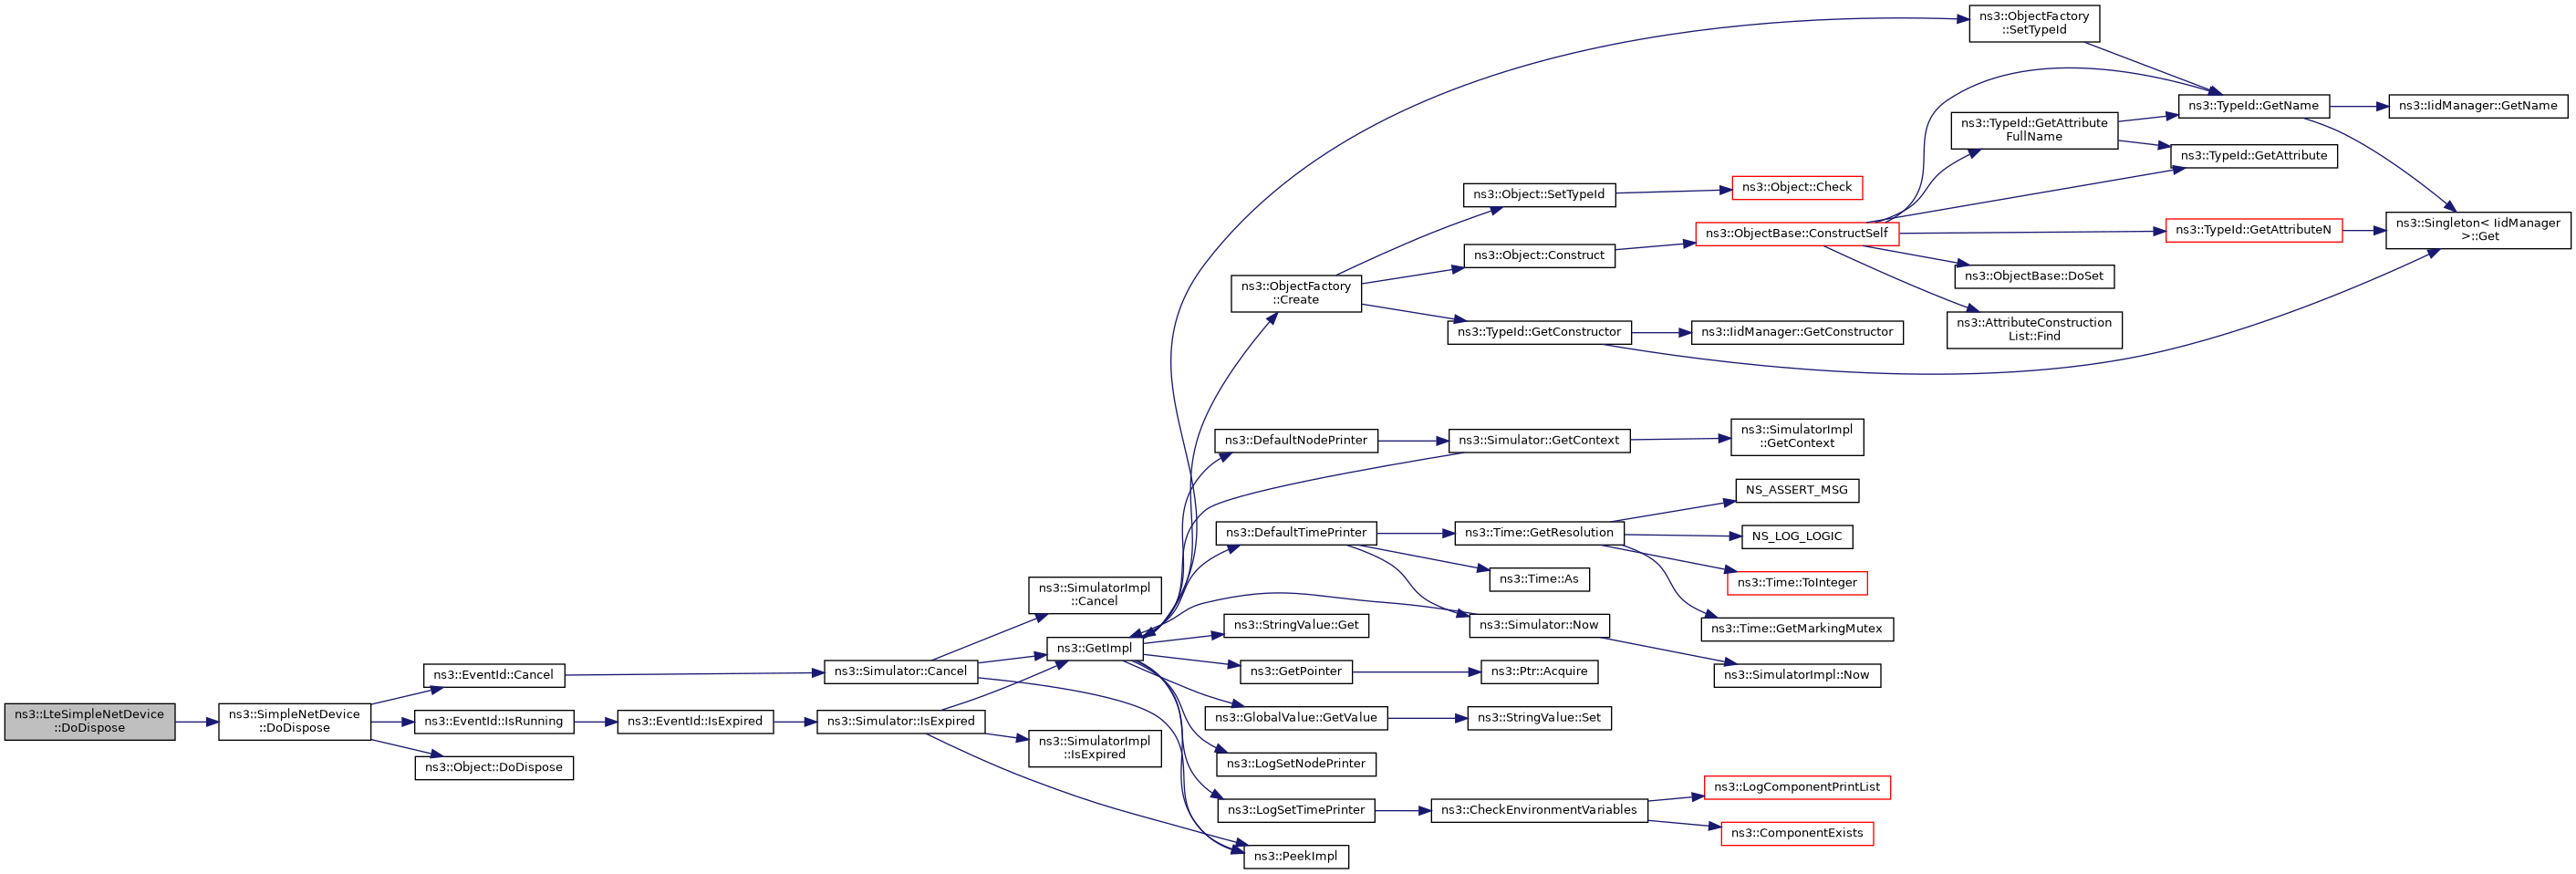 ns3::LteSimpleNetDevice
::DoDispose
ns3::SimpleNetDevice
::DoDispose
ns3::EventId::Cancel
ns3::EventId::IsRunning
ns3::Object::DoDispose
ns3::EventId::IsExpired
ns3::Simulator::Cancel
ns3::Simulator::IsExpired
ns3::SimulatorImpl
::Cancel
ns3::GetImpl
ns3::SimulatorImpl
::IsExpired
ns3::ObjectFactory
::Create
ns3::DefaultNodePrinter
ns3::DefaultTimePrinter
ns3::StringValue::Get
ns3::GetPointer
ns3::GlobalValue::GetValue
ns3::LogSetNodePrinter
ns3::LogSetTimePrinter
ns3::PeekImpl
ns3::Object::SetTypeId
ns3::Object::Construct
ns3::TypeId::GetConstructor
ns3::Simulator::GetContext
ns3::Time::GetResolution
ns3::Time::As
ns3::Simulator::Now
ns3::Ptr::Acquire
ns3::StringValue::Set
ns3::CheckEnvironmentVariables
ns3::Object::Check
ns3::ObjectBase::ConstructSelf
ns3::IidManager::GetConstructor
ns3::SimulatorImpl
::GetContext
NS_ASSERT_MSG
NS_LOG_LOGIC
ns3::Time::ToInteger
ns3::Time::GetMarkingMutex
ns3::SimulatorImpl::Now
ns3::LogComponentPrintList
ns3::ComponentExists
ns3::ObjectFactory
::SetTypeId
ns3::TypeId::GetAttribute
FullName
ns3::ObjectBase::DoSet
ns3::AttributeConstruction
List::Find
ns3::TypeId::GetName
ns3::TypeId::GetAttribute
ns3::TypeId::GetAttributeN
ns3::IidManager::GetName
ns3::Singleton< IidManager
>::Get